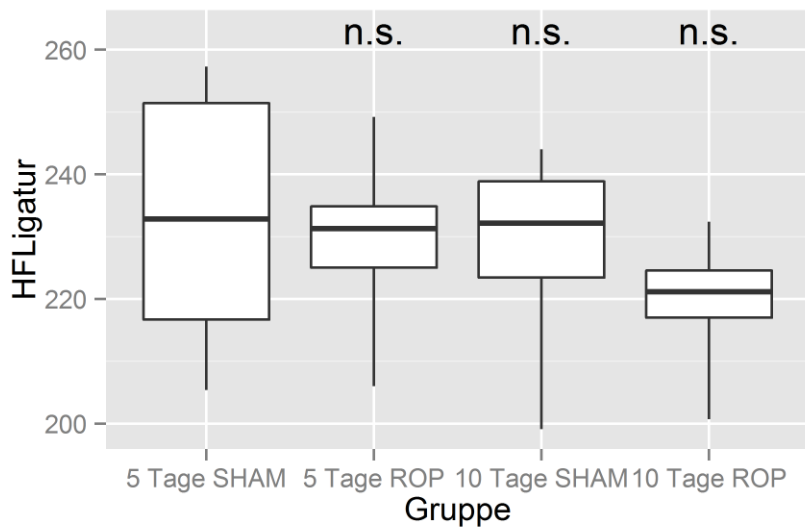 n.s. n.s. n.s.
260
240
220
200
HFLigatur
5 Tage SHAM 5 Tage ROP 10 Tage SHAM 10 Tage ROP
Gruppe